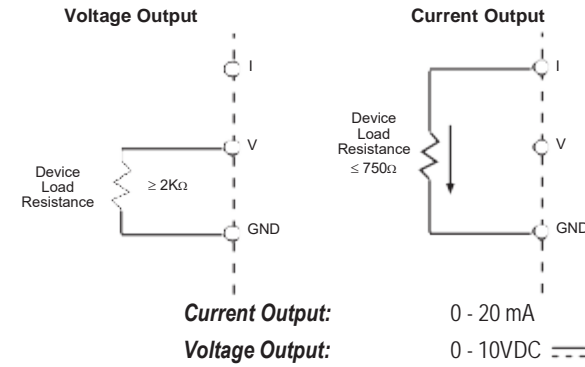 Voltage Output
I
V
Device
Load
Resistance
≥ 2KΩ
GND
Current Output
I
Device
Load
Resistance
≤ 750Ω
V
GND
Current Output: 0 - 20 mA
Voltage Output: 0 - 10VDC